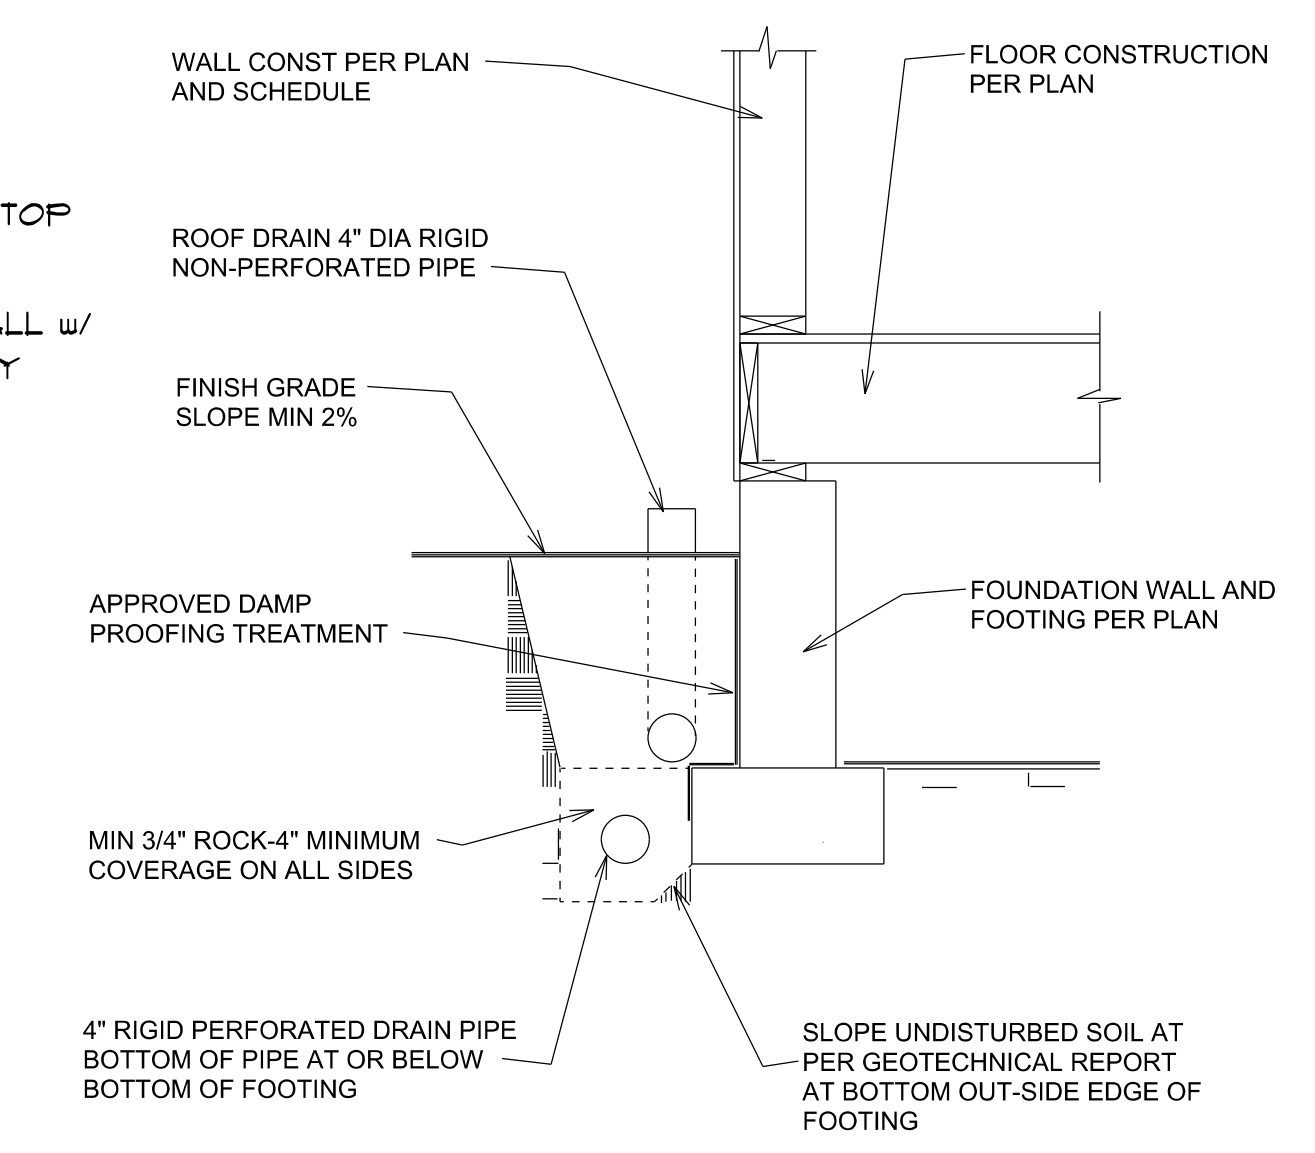 WALL CONST PER PLAN
AND SCHEDULE
FLOOR CONSTRUCTION
PER PLAN
TOP
ROOF DRAIN 4" DIA RIGID
NON-PERFORATED PIPE
W/
FINISH GRADE
SLOPE MIN 2%
APPROVED DAMP
PROOFING TREATMENT
FOUNDATION WALL AND
FOOTING PER PLAN
MIN 3/4" ROCK-4" MINIMUM
COVERAGE ON ALL SIDES
4" RIGID PERFORATED DRAIN PIPE
BOTTOM OF PIPE AT OR BELOW
BOTTOM OF FOOTING
SLOPE UNDISTURBED SOIL AT
PER GEOTECHNICAL REPORT
AT BOTTOM OUT-SIDE EDGE OF
FOOTING